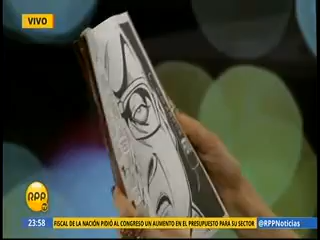 VIVO
RPP
23:58
FISCAL DE LA NACIÓN PIDIÓ AL CONGRESO UN AUMENTO EN EL PRESUPUESTO PARA SU SECTOR
@RPPNoticias